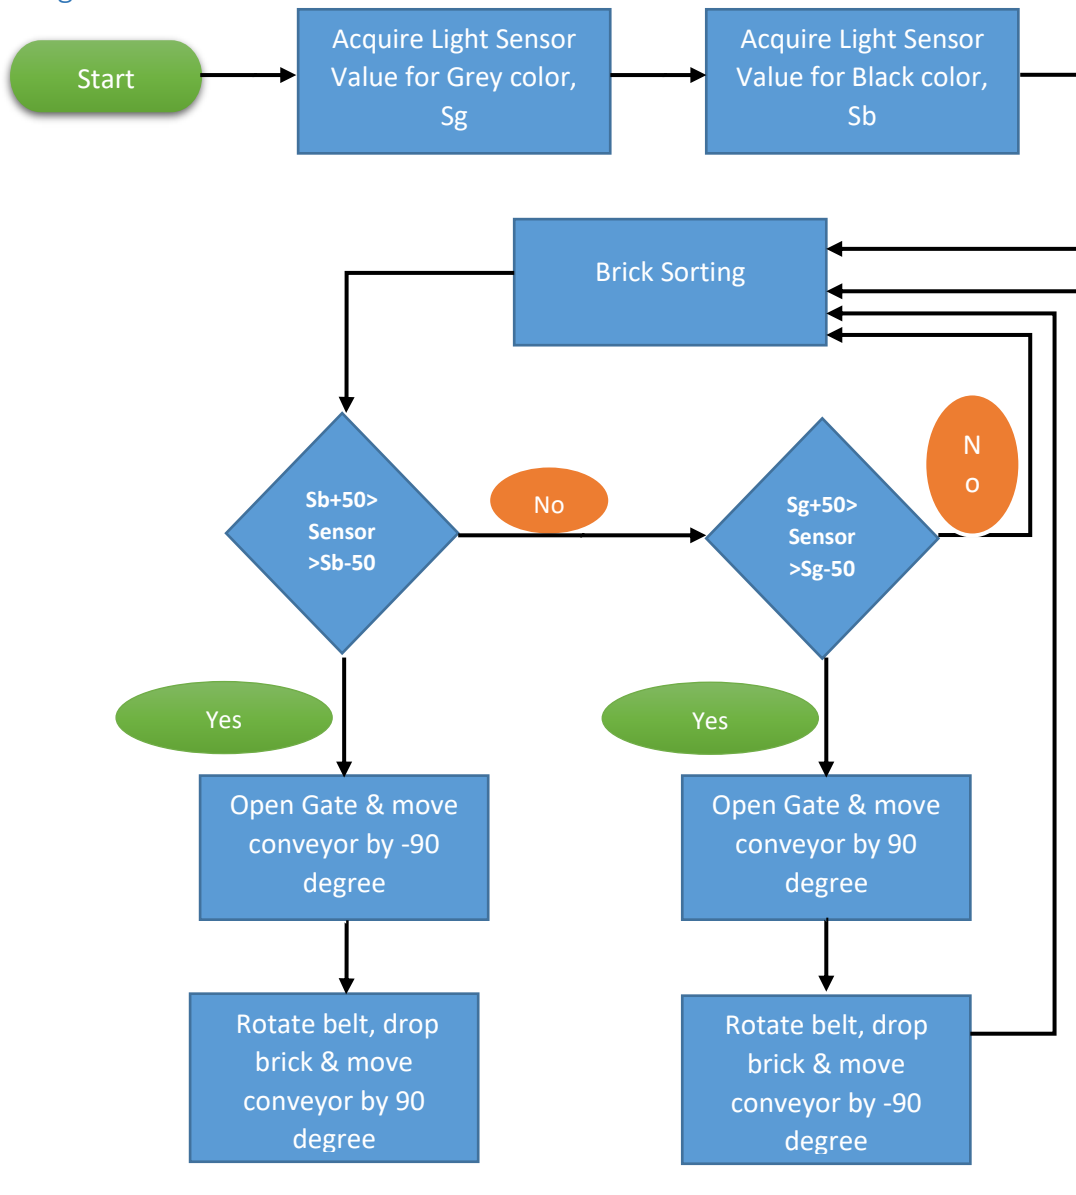 Start
Acquire Light Sensor
Value for Grey color,
Sg
Acquire Light Sensor
Value for Black color,
Sb
Brick Sorting
Sb+50>
Sensor
>Sb-50
No
Sg+50>
Sensor
>Sg-50
N
o
Yes
Yes
Open Gate & move
conveyor by -90
degree
Open Gate & move
conveyor by 90
degree
Rotate belt, drop
brick & move
conveyor by 90
degree
Rotate belt, drop
brick & move
conveyor by -90
degree